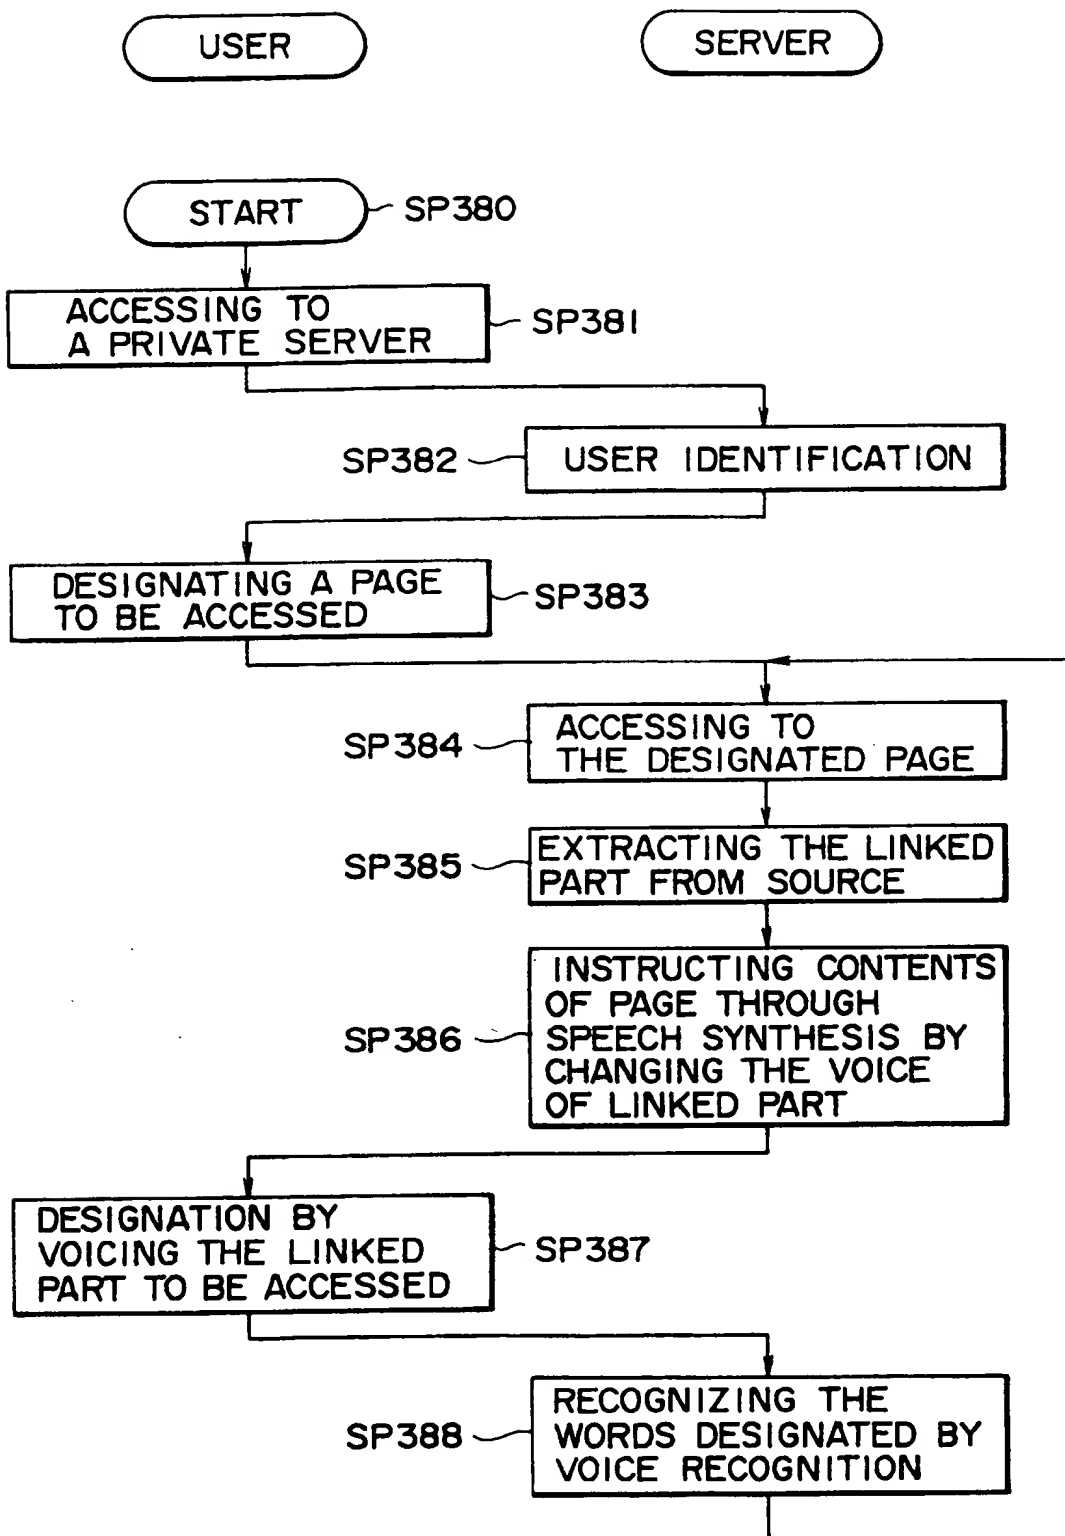 USER
SERVER
START
SP380
ACCESSING TO
A PRIVATE SERVER
SP381
SP382
USER IDENTIFICATION
DESIGNATING A PAGE
TO BE ACCESSED
SP383
SP384
ACCESSING TO
THE DESIGNATED PAGE
SP385
EXTRACTING THE LINKED
PART FROM SOURCE
SP386
INSTRUCTING CONTENTS
OF PAGE THROUGH
SPEECH SYNTHESIS BY
CHANGING THE VOICE
OF LINKED PART
DESIGNATION BY
VOICING THE LINKED
PART TO BE ACCESSED
SP387
SP388
RECOGNIZING THE
WORDS DESIGNATED BY
VOICE RECOGNITION